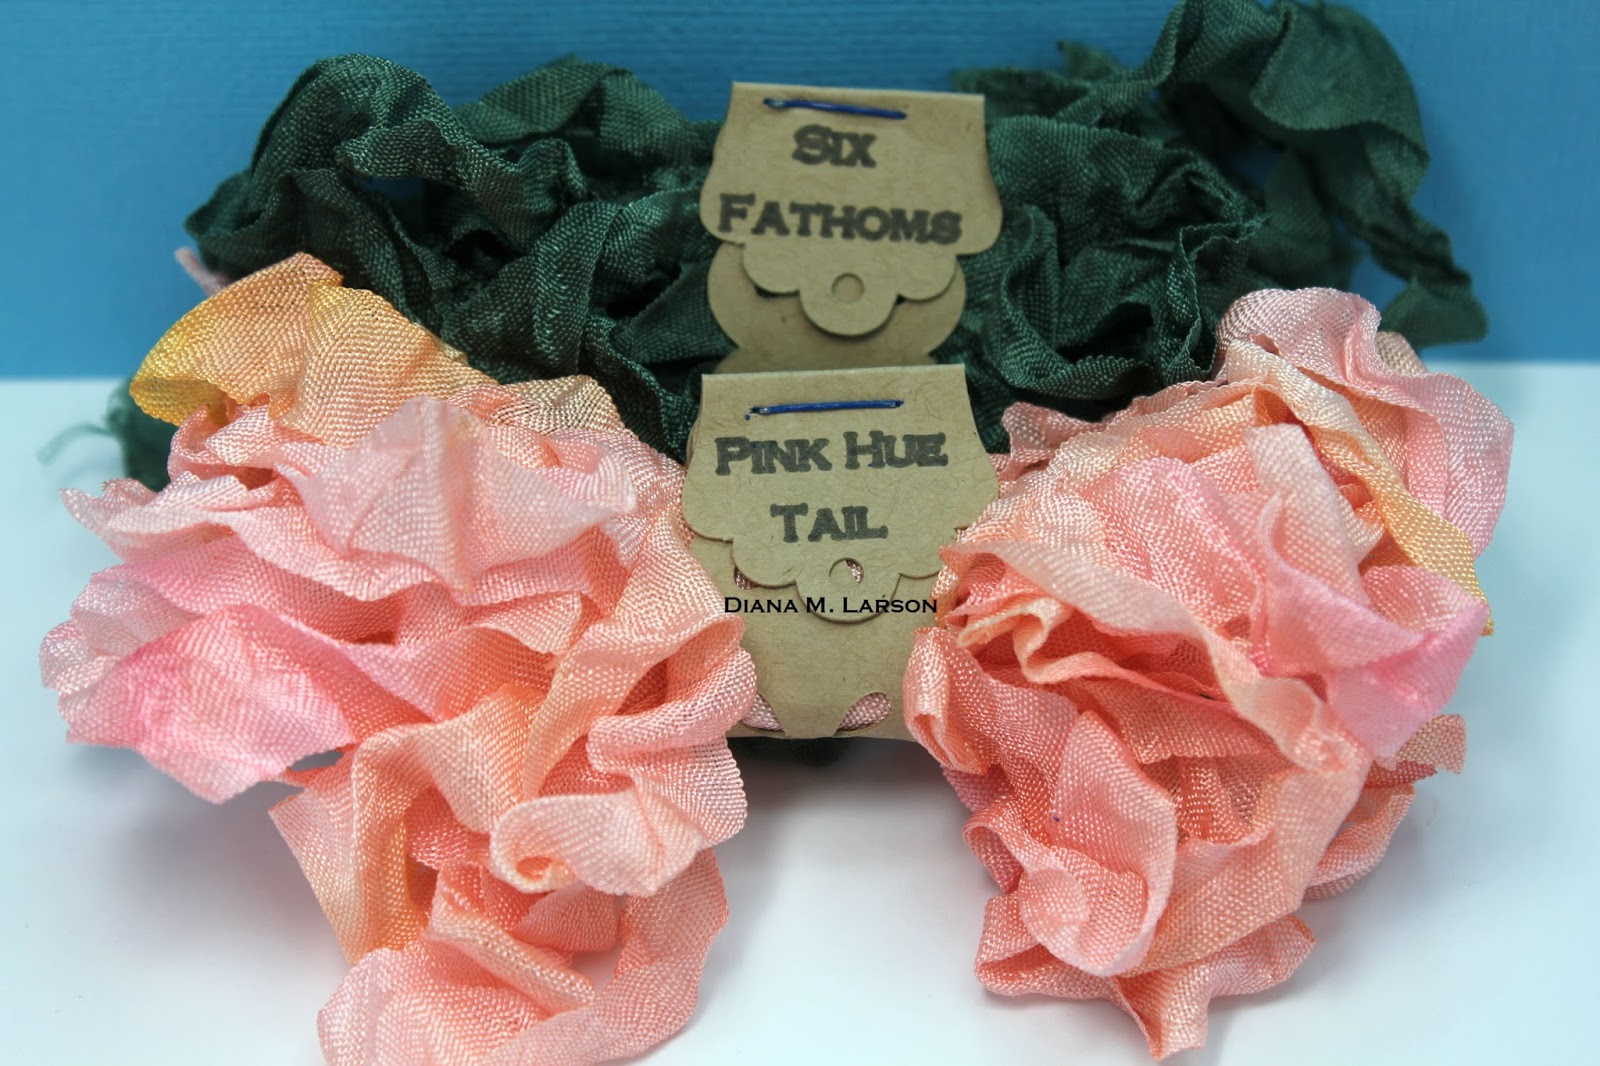 Six
Fathoms
Pink Hue
Tail
Diana M. Larson